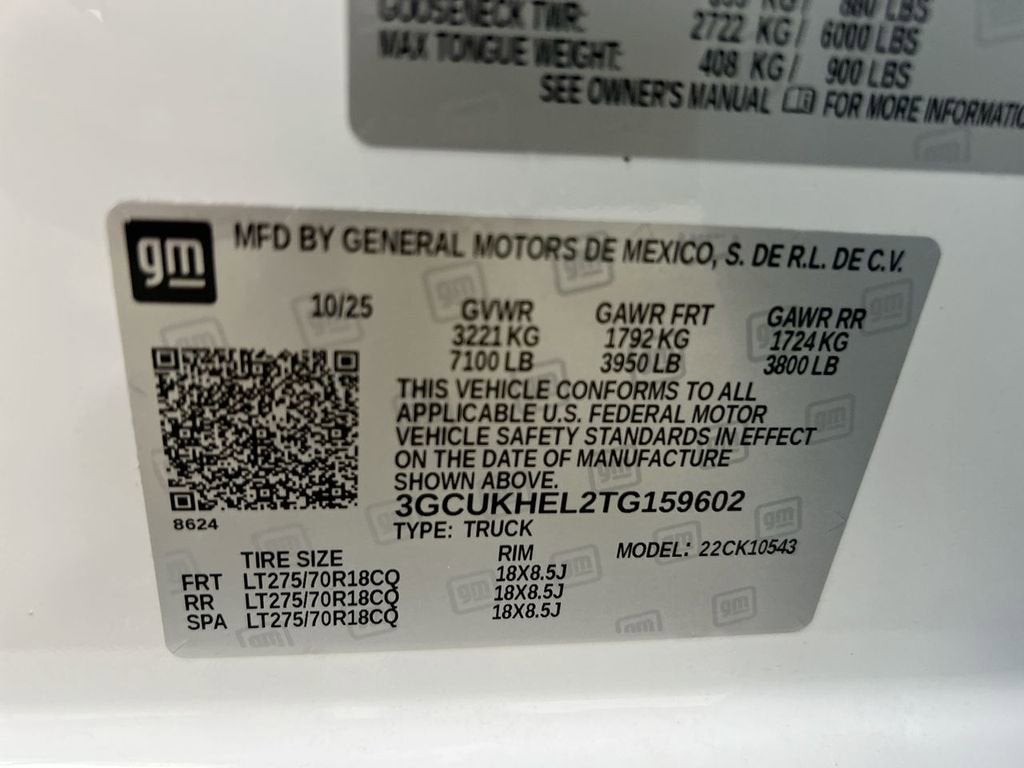 GOOSENECK TWR: 2722 KG / 6000 LBS
MAX TONGUE WEIGHT: 408 KG / 900 LBS
SEE OWNER'S MANUAL FOR MORE
gm
MFD BY GENERAL MOTORS DE MEXICO, S. DE R.L. DE C.V.
10/25 GVWR GAWR FRT GAWR RR
3221 KG 1792 KG 1724 KG
7100 LB 3950 LB 3800 LB
THIS VEHICLE CONFORMS TO ALL
APPLICABLE U.S. FEDERAL MOTOR
VEHICLE SAFETY STANDARDS IN EFFECT
ON THE DATE OF MANUFACTURE
SHOWN ABOVE.
3GCUKHEL2TG159602
8624
TYPE: TRUCK
TIRE SIZE RIM MODEL: 22CK10543
FRT LT275/70R18CQ 18X8.5J
RR LT275/70R18CQ 18X8.5J
SPA LT275/70R18CQ 18X8.5J